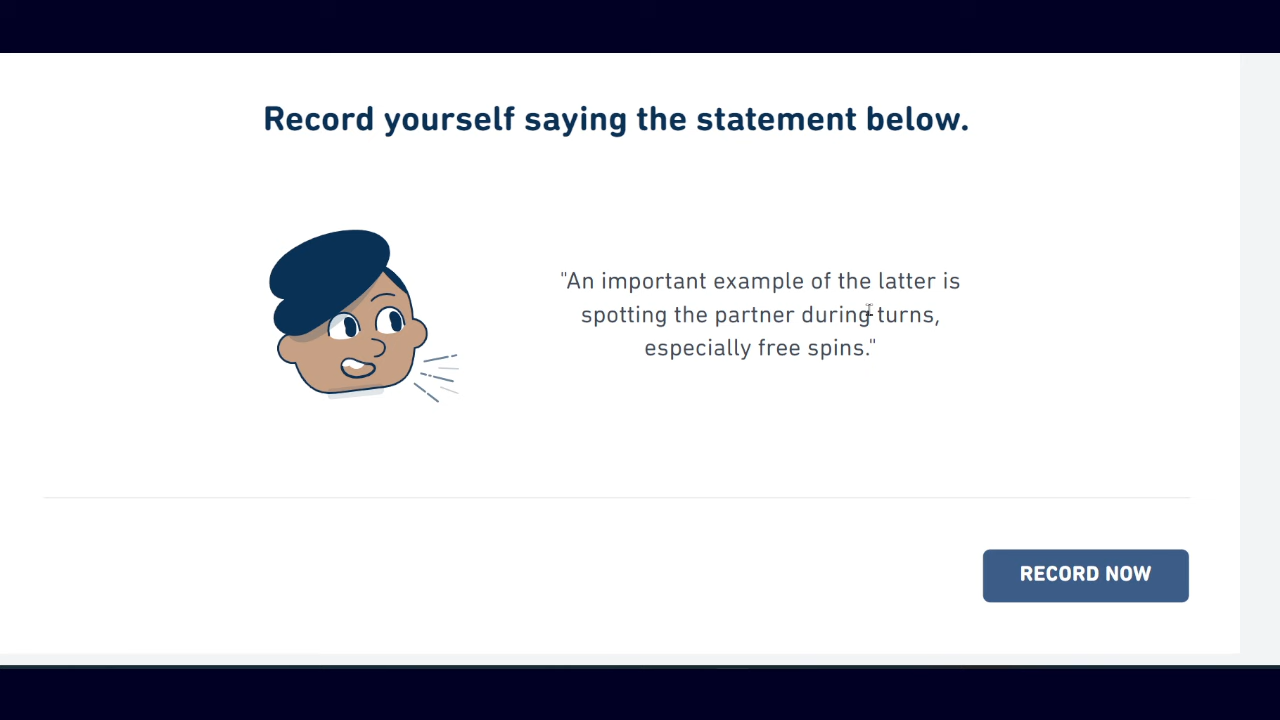 Record yourself saying the statement below.
"An important example of the latter is
spotting the partner during turns,
especially free spins."
RECORD NOW